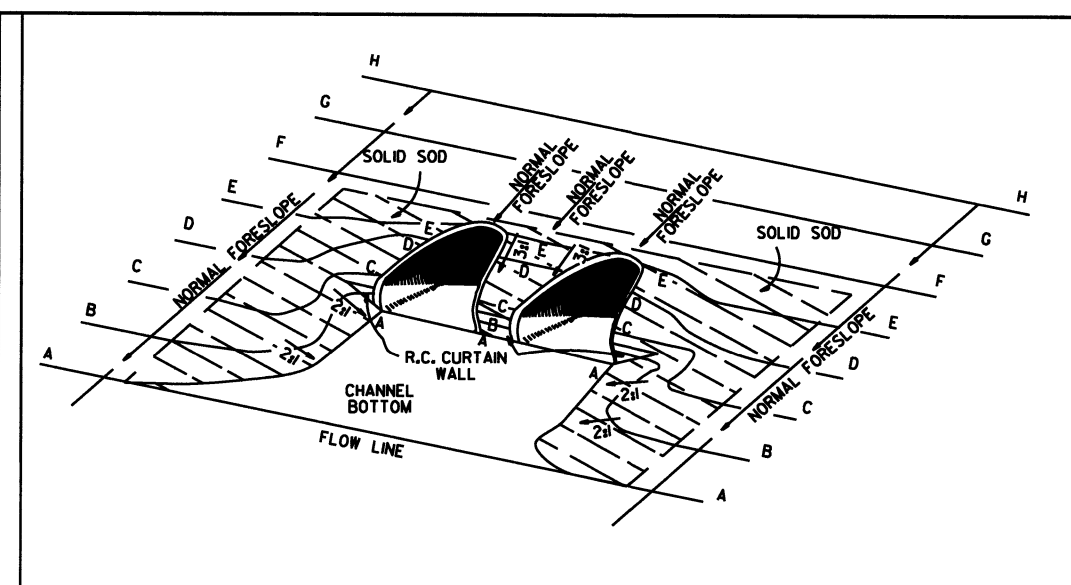 H
G
F
SOLID SOD
NORMAL
FORESLOPE
NORMAL
FORESLOPE
NORMAL
FORESLOPE
H
E
G
SOLID SOD
D
NORMAL FORESLOPE
E
D
3:1
E
D
3:1
E
F
C
C
C
D
E
B
2:1
A
B
A
C
D
A
2:1
R.C. CURTAIN
WALL
A
2:1
NORMAL FORESLOPE
C
CHANNEL
BOTTOM
2:1
B
FLOW LINE
A